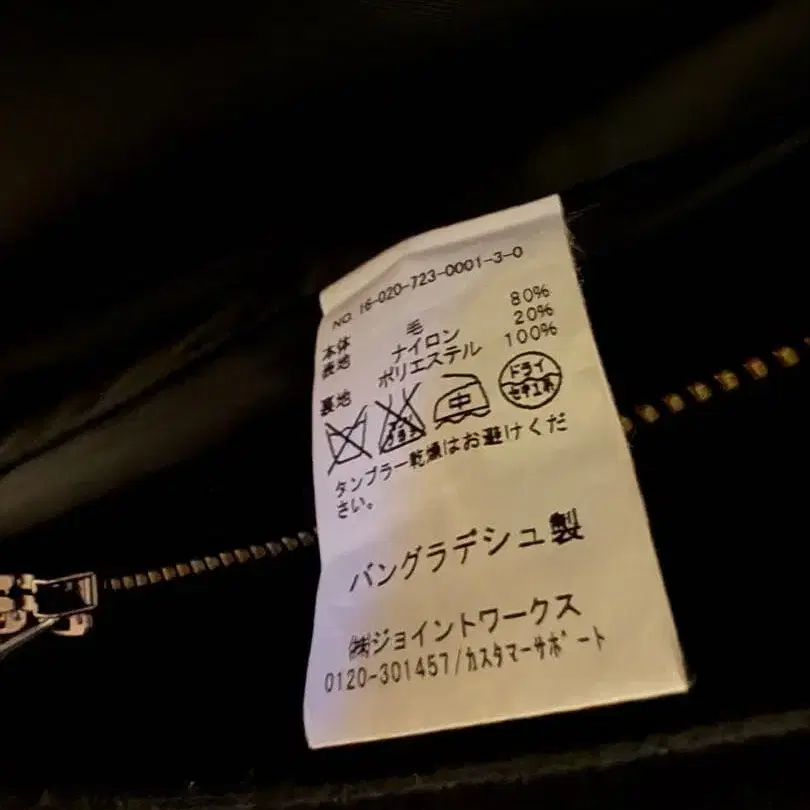 NO. 16-020-723-0001-3-0
本体 毛 80%
表地 ナイロン 20%
裏地 ポリエステル 100%
中
ドライ
セキユ系
タンブラー乾燥はお避けくだ
さい。
バングラデシュ製
㈱ジョイントワークス
0120-301457/ｶｽﾀﾏｰｻﾎﾟｰﾄ